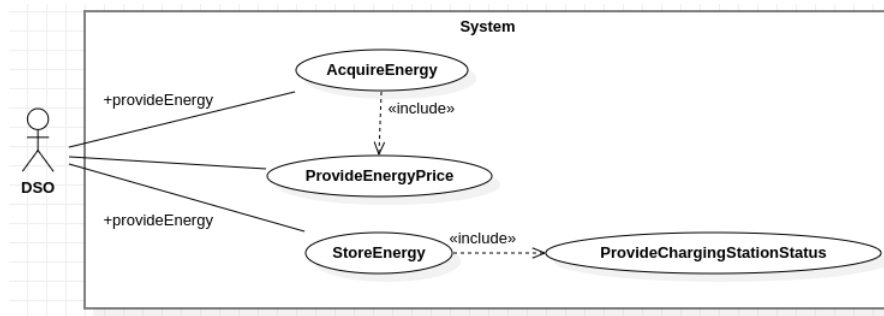 System
AcquireEnergy
+provideEnergy
«include»
ProvideEnergyPrice
DSO
+provideEnergy
«include»
StoreEnergy
ProvideChargingStationStatus